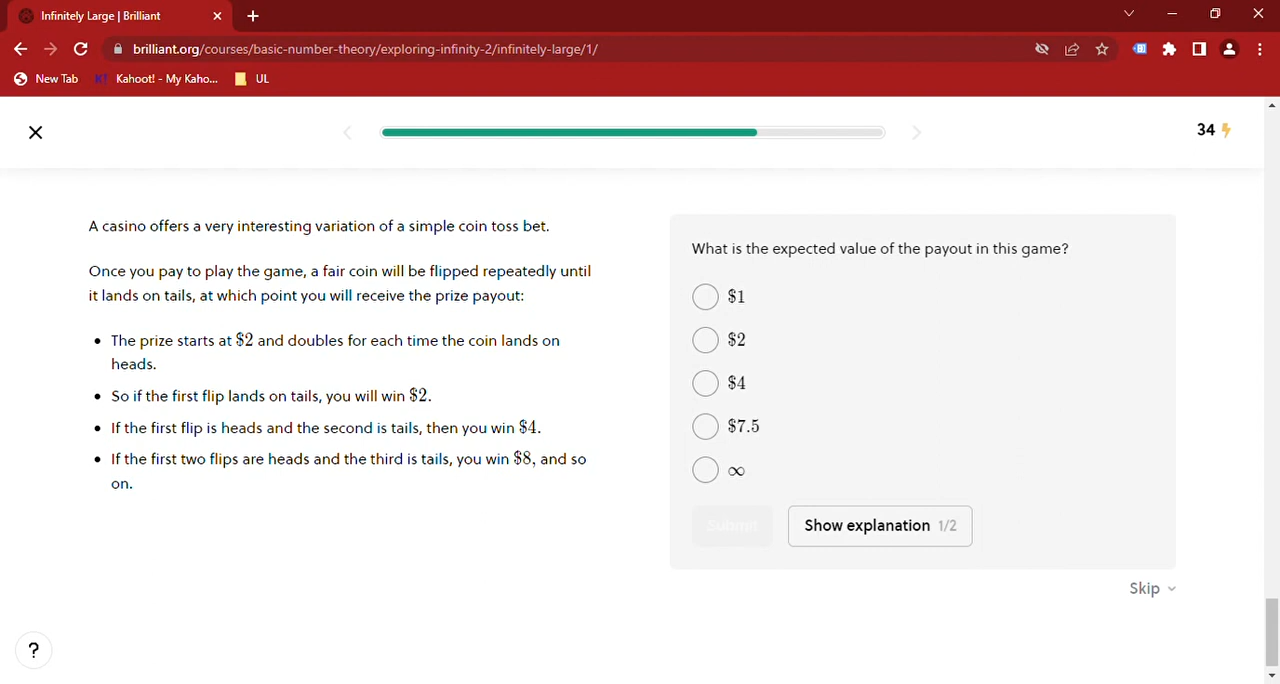 Infinitely Large | Brilliant
brilliant.org/courses/basic-number-theory/exploring-infinity-2/infinitely-large/1/
New Tab
K! Kahoot! - My Kaho...
UL
34
A casino offers a very interesting variation of a simple coin toss bet.
Once you pay to play the game, a fair coin will be flipped repeatedly until
it lands on tails, at which point you will receive the prize payout:
• The prize starts at $2 and doubles for each time the coin lands on
heads.
• So if the first flip lands on tails, you will win $2.
• If the first flip is heads and the second is tails, then you win $4.
• If the first two flips are heads and the third is tails, you win $8, and so
on.
What is the expected value of the payout in this game?
$1
$2
$4
$7.5
∞
Submit
Show explanation 1/2
Skip
?